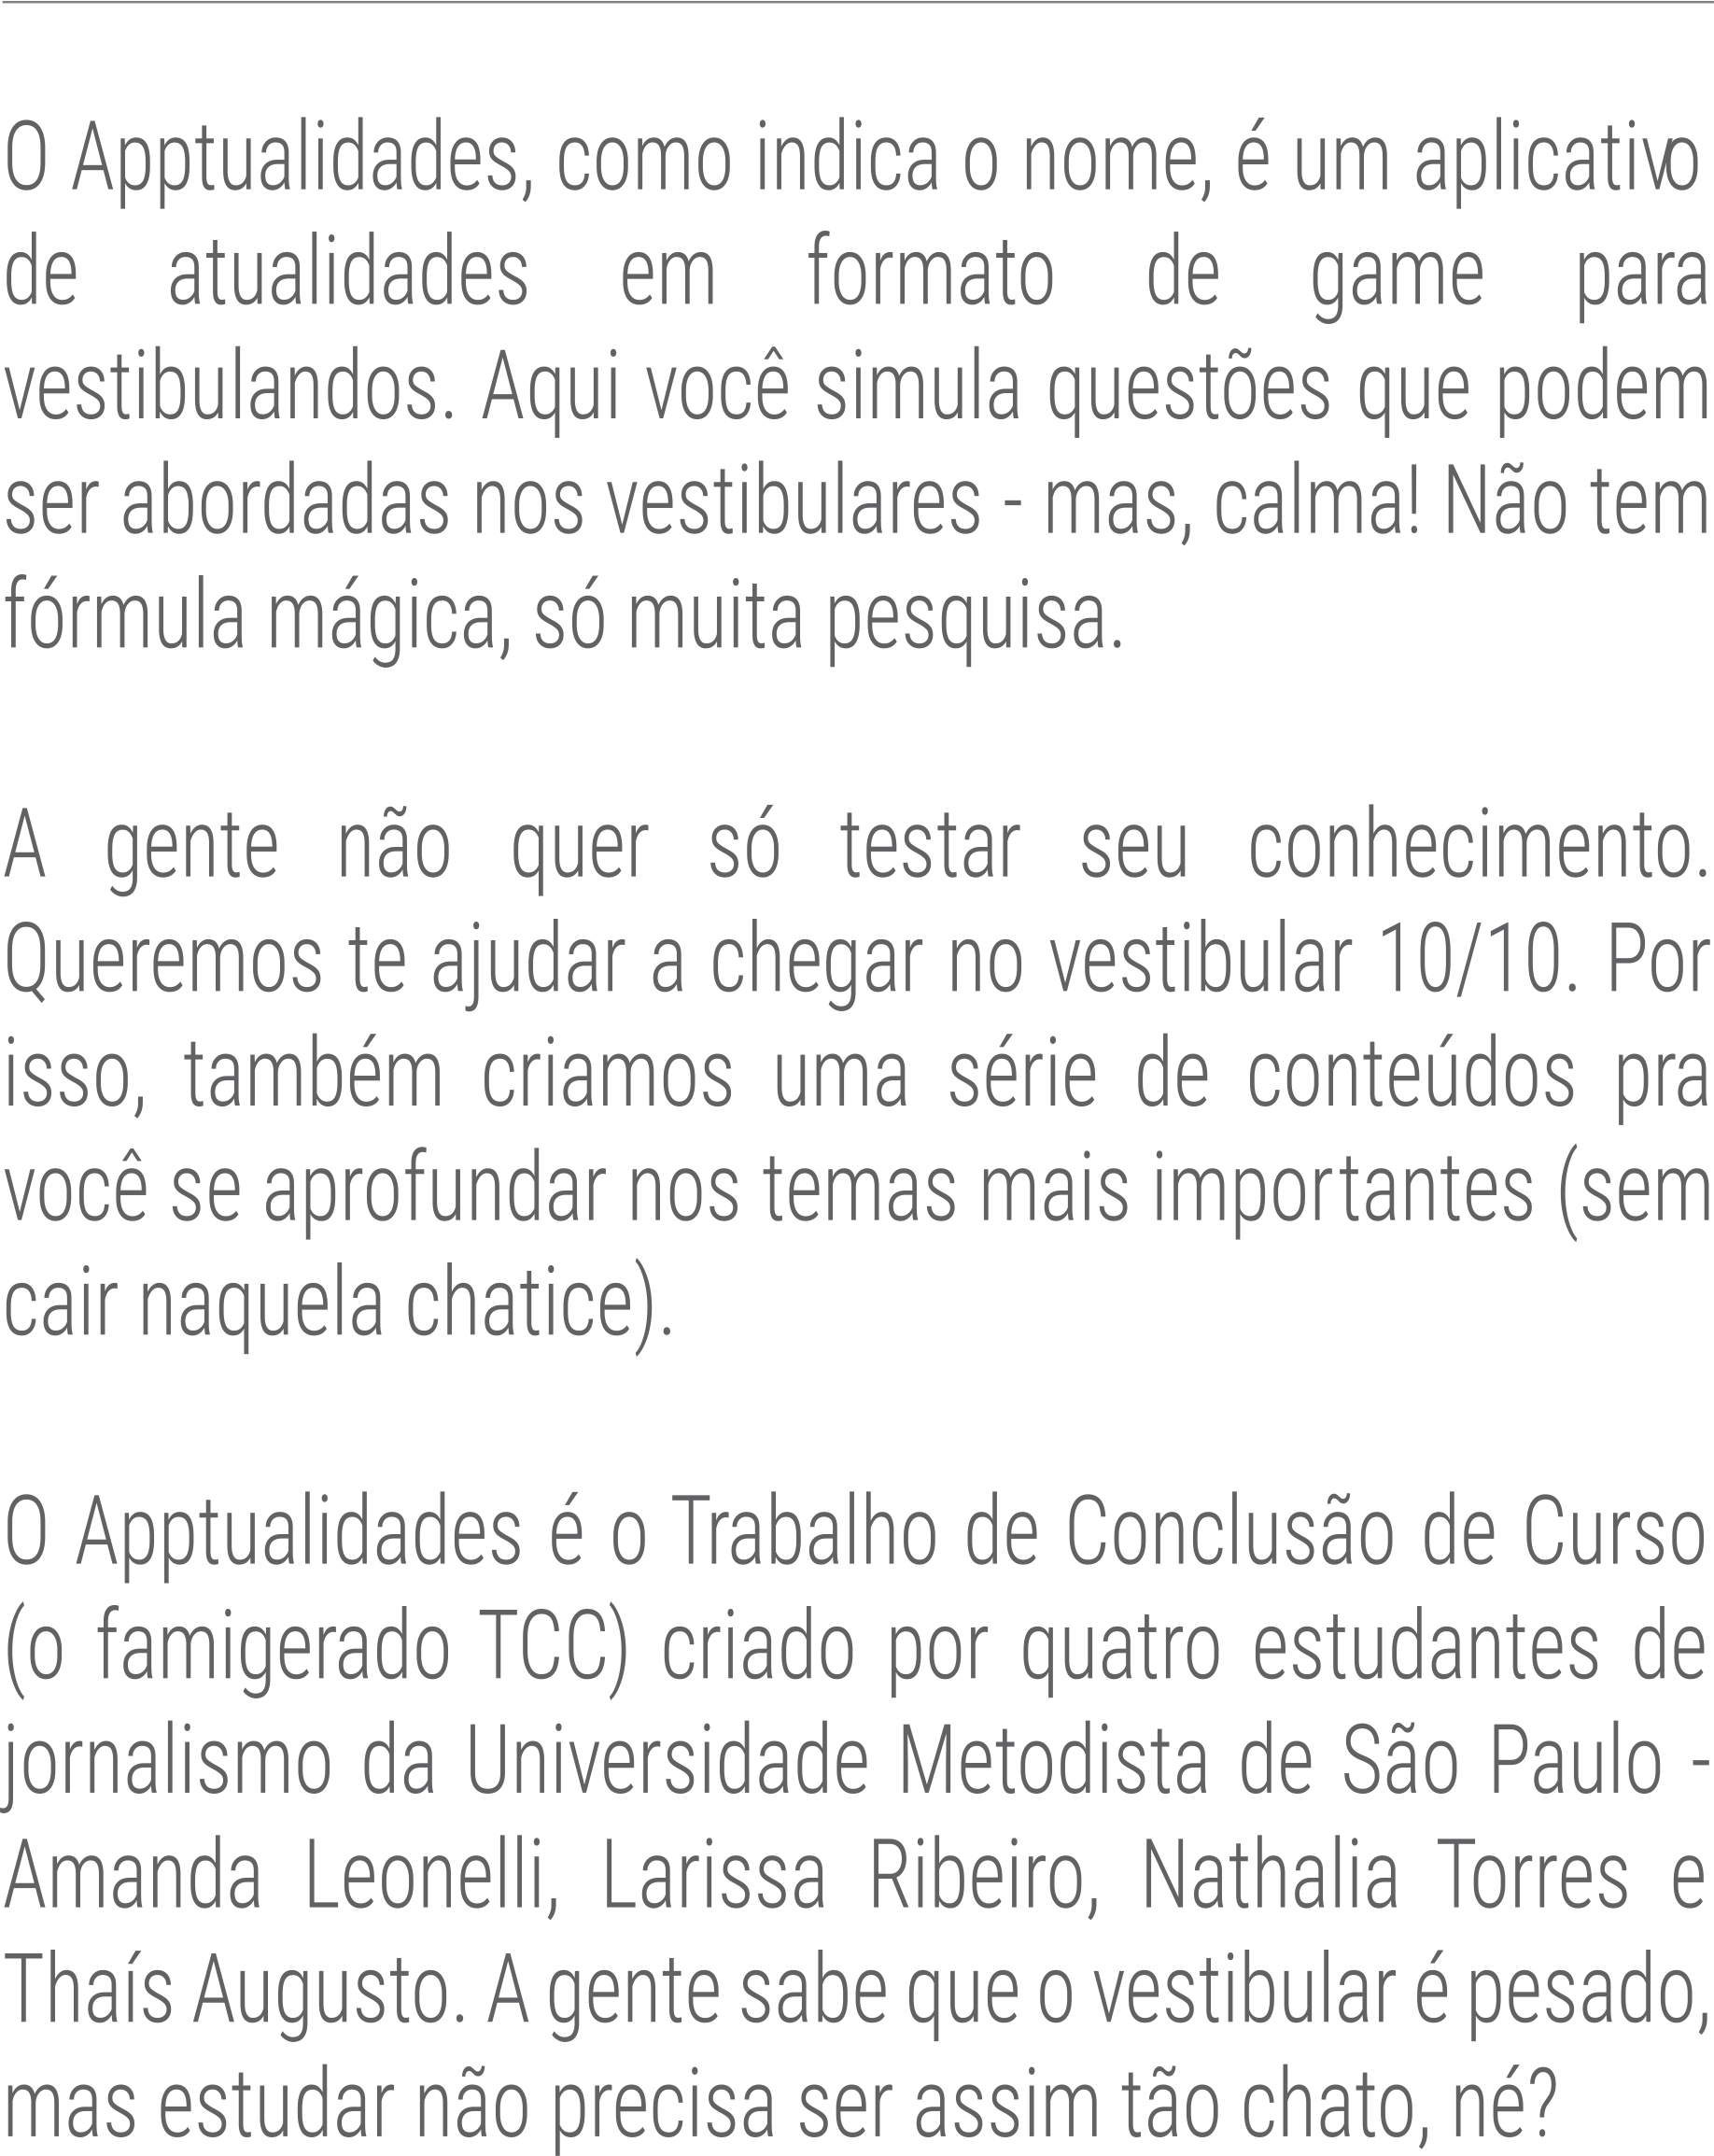 O Apptualidades, como indica o nome, é um aplicativo
de atualidades em formato de game para
vestibulandos. Aqui você simula questões que podem
ser abordadas nos vestibulares - mas, calma! Não tem
fórmula mágica, só muita pesquisa.
A gente não quer só testar seu conhecimento.
Queremos te ajudar a chegar no vestibular 10/10. Por
isso, também criamos uma série de conteúdos pra
você se aprofundar nos temas mais importantes (sem
cair naquela chatice).
O Apptualidades é o Trabalho de Conclusão de Curso
(o famigerado TCC) criado por quatro estudantes de
jornalismo da Universidade Metodista de São Paulo -
Amanda Leonelli, Larissa Ribeiro, Nathalia Torres e
Thaís Augusto. A gente sabe que o vestibular é pesado,
mas estudar não precisa ser assim tão chato, né?